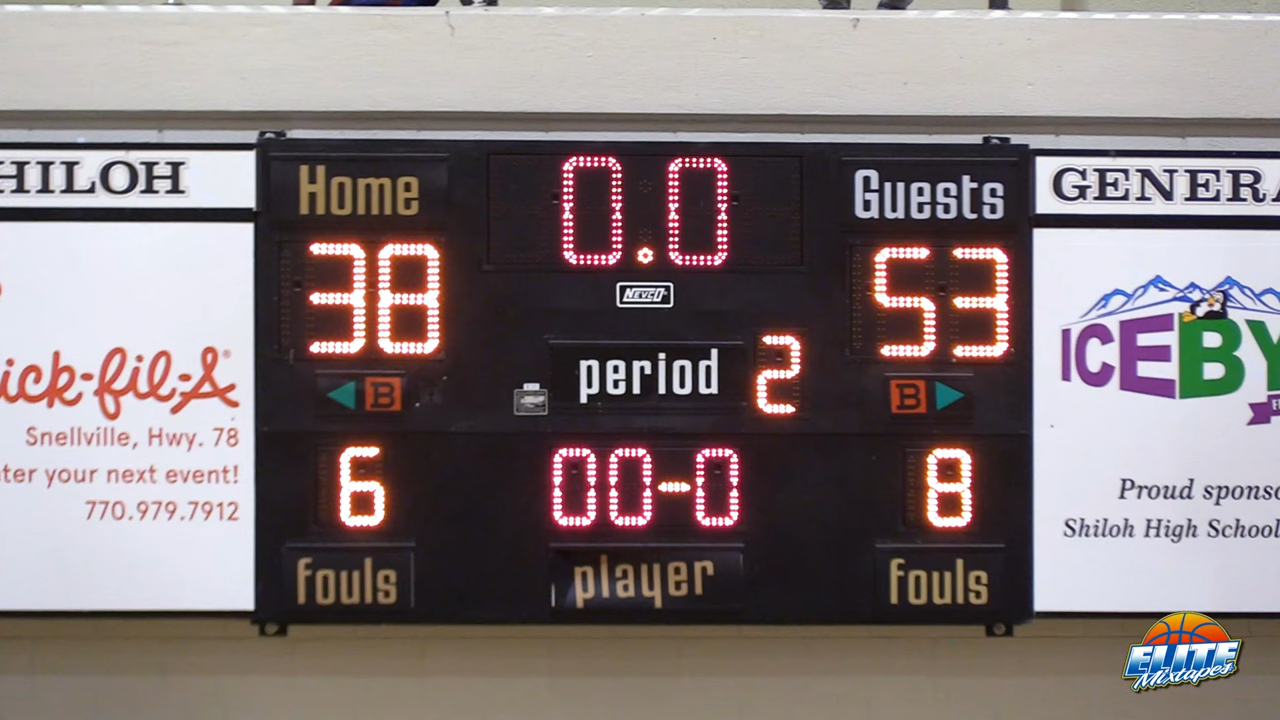 HILOH
ick-fil-A®
Snellville, Hwy. 78
ter your next event!
770.979.7912
Home
0.0
Guests
38
NEVCO
53
period
2
B
B
6
00-0
8
fouls
player
fouls
GENERA
ICEBY
Proud sponso
Shiloh High School
ELITE
Mixtapes